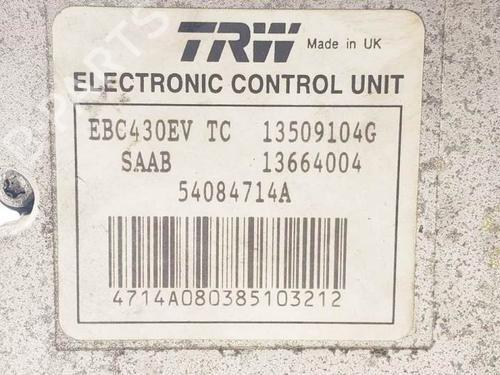 TRW Made in UK
ELECTRONIC CONTROL UNIT
EBC430EV TC 13509104G
SAAB 13664004
54084714A
4714A080385103212